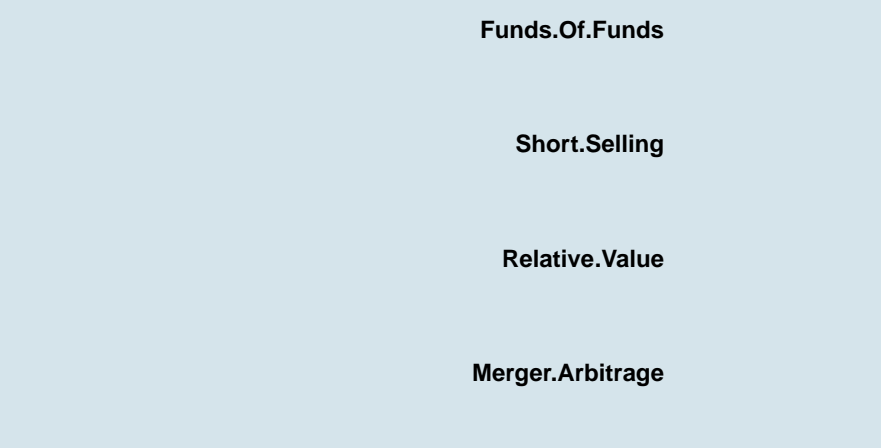 Funds.Of.Funds
Short.Selling
Relative.Value
Merger.Arbitrage